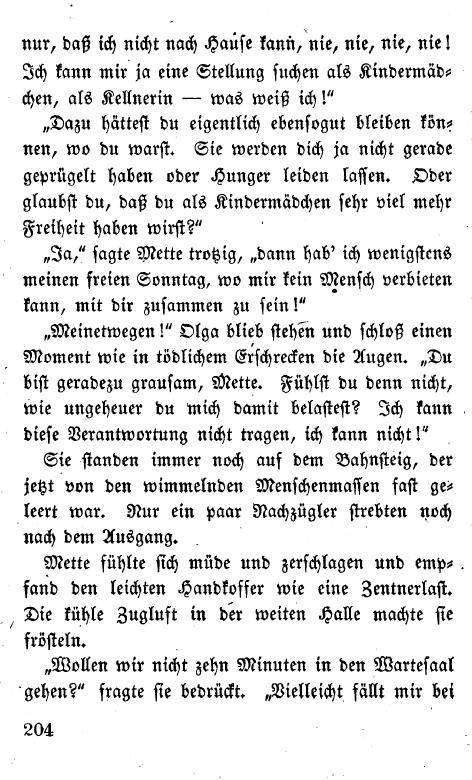 nur, daß ich nicht nach Hause kann, nie, nie, nie, nie!
Ich kann mir ja eine Stellung suchen als Kindermäd-
chen, als Kellnerin — was weiß ich!“
„Dazu hättest du eigentlich ebensogut bleiben kön-
nen, wo du warst. Sie werden dich ja nicht gerade
geprügelt haben oder Hunger leiden lassen. Oder
glaubst du, daß du als Kindermädchen sehr viel mehr
Freiheit haben wirst?“
„Ja,“ sagte Mette trotzig, „dann hab' ich wenigstens
meinen freien Sonntag, wo mir kein Mensch verbieten
kann, mit dir zusammen zu sein!“
„Meinetwegen!“ Olga blieb stehen und schloß einen
Moment wie in tödlichem Erschrecken die Augen. „Du
bist geradezu grausam, Mette. Fühlst du denn nicht,
wie ungeheuer du mich damit belastest? Ich kann
diese Verantwortung nicht tragen, ich kann nicht!“
Sie standen immer noch auf dem Bahnsteig, der
jetzt von den wimmelnden Menschenmassen fast ge-
leert war. Nur ein paar Nachzügler strebten noch
nach dem Ausgang.
Mette fühlte sich müde und zerschlagen und emp-
fand den leichten Handkoffer wie eine Zentnerlast.
Die kühle Zugluft in der weiten Halle machte sie
frösteln.
„Wollen wir nicht zehn Minuten in den Wartesaal
gehen?“ fragte sie bedrückt. „Vielleicht fällt mir bei
204